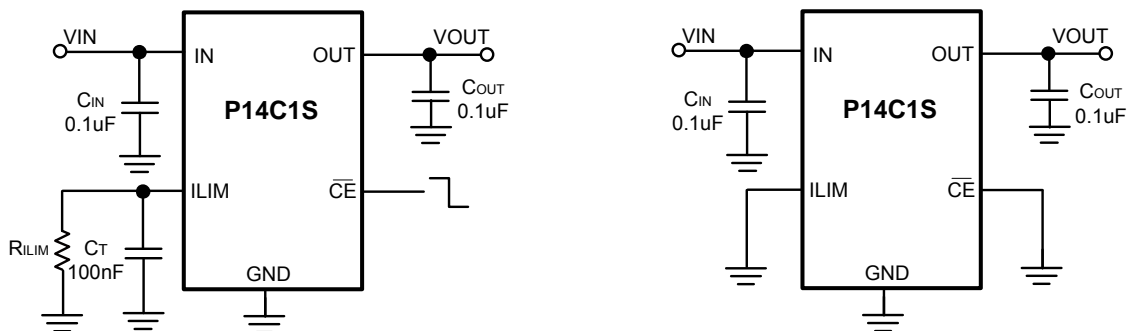 VIN
IN
OUT
VOUT
CIN
0.1uF
P14C1S
COUT
0.1uF
ILIM
CE
RILIM
CT
100nF
GND
VIN
IN
OUT
VOUT
CIN
0.1uF
P14C1S
COUT
0.1uF
ILIM
CE
GND